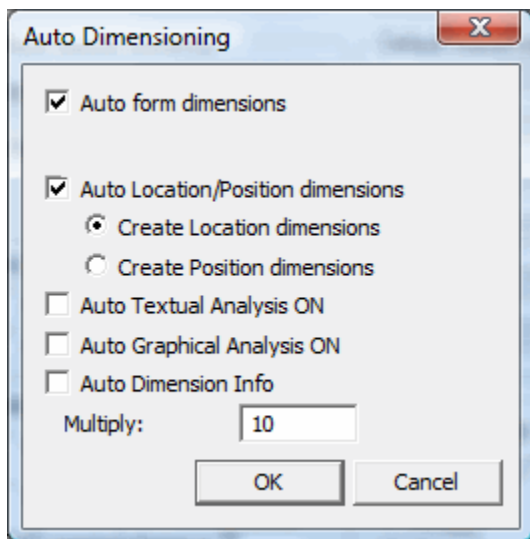 Auto Dimensioning
Auto form dimensions
Auto Location/Position dimensions
Create Location dimensions
Create Position dimensions
Auto Textual Analysis ON
Auto Graphical Analysis ON
Auto Dimension Info
Multiply: 10
OK Cancel